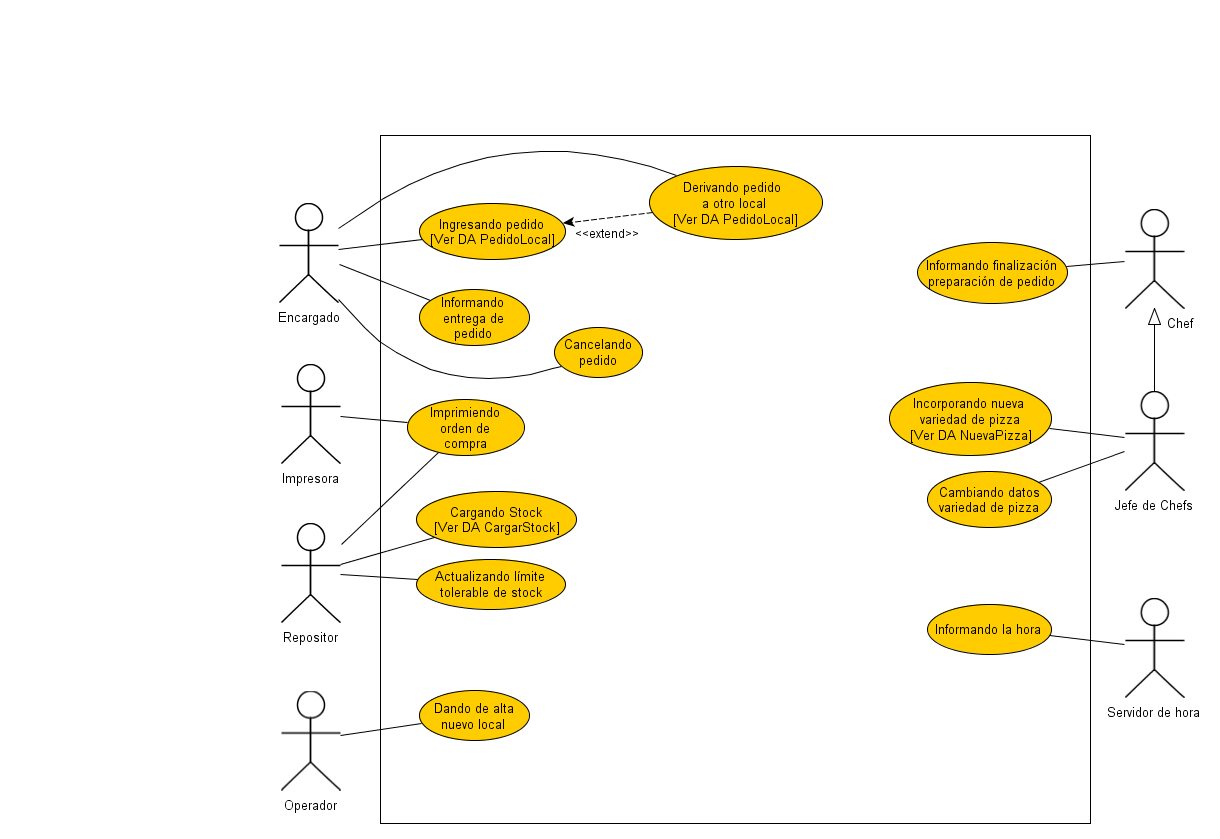 Derivando pedido
a otro local
[Ver DA PedidoLocal]
Ingresando pedido
[Ver DA PedidoLocal]
<<extend>>
Informando finalización
preparación de pedido
Encargado
Chef
Informando
entrega de
pedido
Cancelando
pedido
Imprimiendo
orden de
compra
Impresora
Incorporando nueva
variedad de pizza
[Ver DA NuevaPizza]
Cambiando datos
variedad de pizza
Jefe de Chefs
Cargando Stock
[Ver DA CargarStock]
Actualizando límite
tolerable de stock
Repositor
Informando la hora
Servidor de hora
Dando de alta
nuevo local
Operador